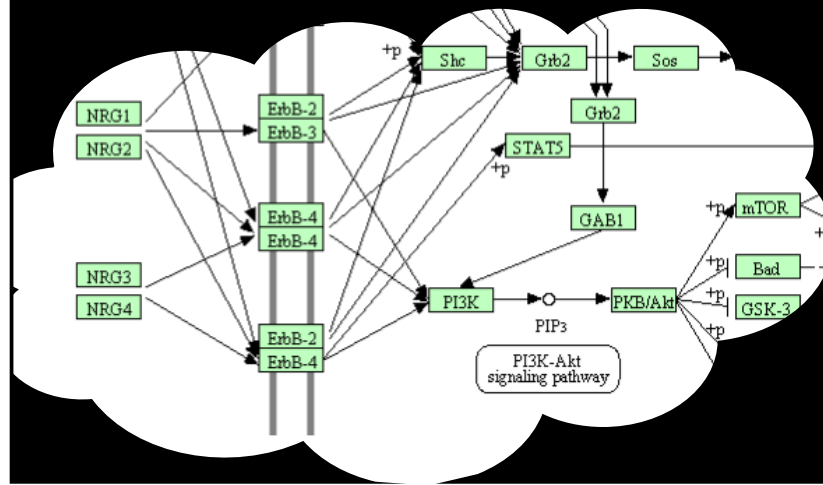 +p
Shc
Grb2
Sos
NRG1
ErbB-2
ErbB-3
Grb2
NRG2
STAT5
+p
ErbB-4
ErbB-4
GAB1
+p
mTOR
+
NRG3
NRG4
PI3K
PIP3
PKB/Akt
+p
Bad
+p
GSK-3
+p
ErbB-2
ErbB-4
PI3K-Akt
signaling pathway